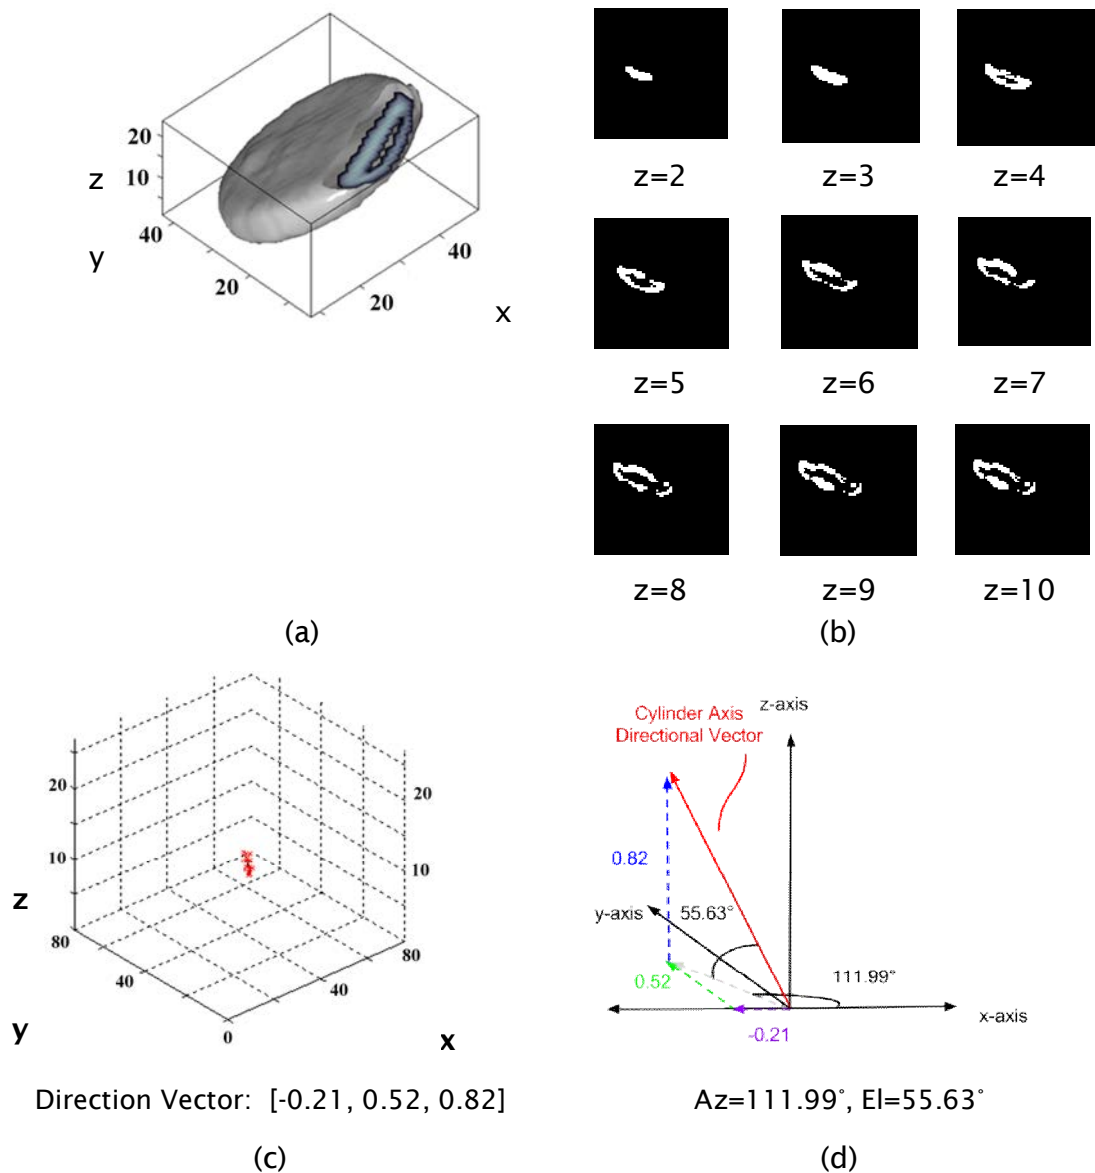 20
z
10
40
y
20
40
20
x
z=2
z=3
z=4
z=5
z=6
z=7
z=8
z=9
z=10
(a)
(b)
20
20
10
10
z
80
80
40
40
y
0
x
Direction Vector: [-0.21, 0.52, 0.82]
(c)
z-axis
Cylinder Axis
Directional Vector
0.82
y-axis
55.63°
0.52
111.99°
x-axis
-0.21
Az=111.99°, El=55.63°
(d)